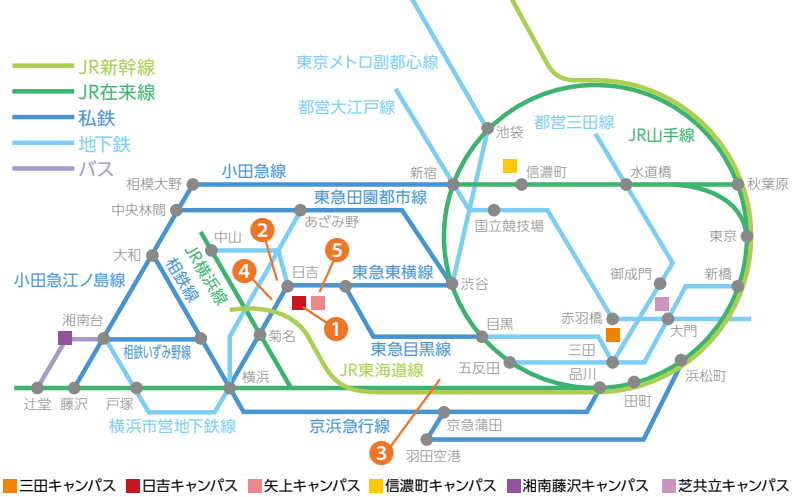 JR新幹線
JR在来線
私鉄
地下鉄
バス
東京メトロ副都心線
都営大江戸線
池袋
都営三田線
JR山手線
相模大野
小田急線
新宿
信濃町
水道橋
秋葉原
中央林間
東急田園都市線
あざみ野
国立競技場
東京
中山
2
5
大和
相鉄線
JR横浜線
4
日吉
東急東横線
渋谷
御成門
新橋
小田急江ノ島線
湘南台
1
赤羽橋
大門
相鉄いずみ野線
菊名
東急目黒線
目黒
三田
JR東海道線
五反田
品川
浜松町
横浜
田町
辻堂
藤沢
戸塚
横浜市営地下鉄線
京浜急行線
京急蒲田
3
羽田空港
三田キャンパス
日吉キャンパス
矢上キャンパス
信濃町キャンパス
湘南藤沢キャンパス
芝共立キャンパス